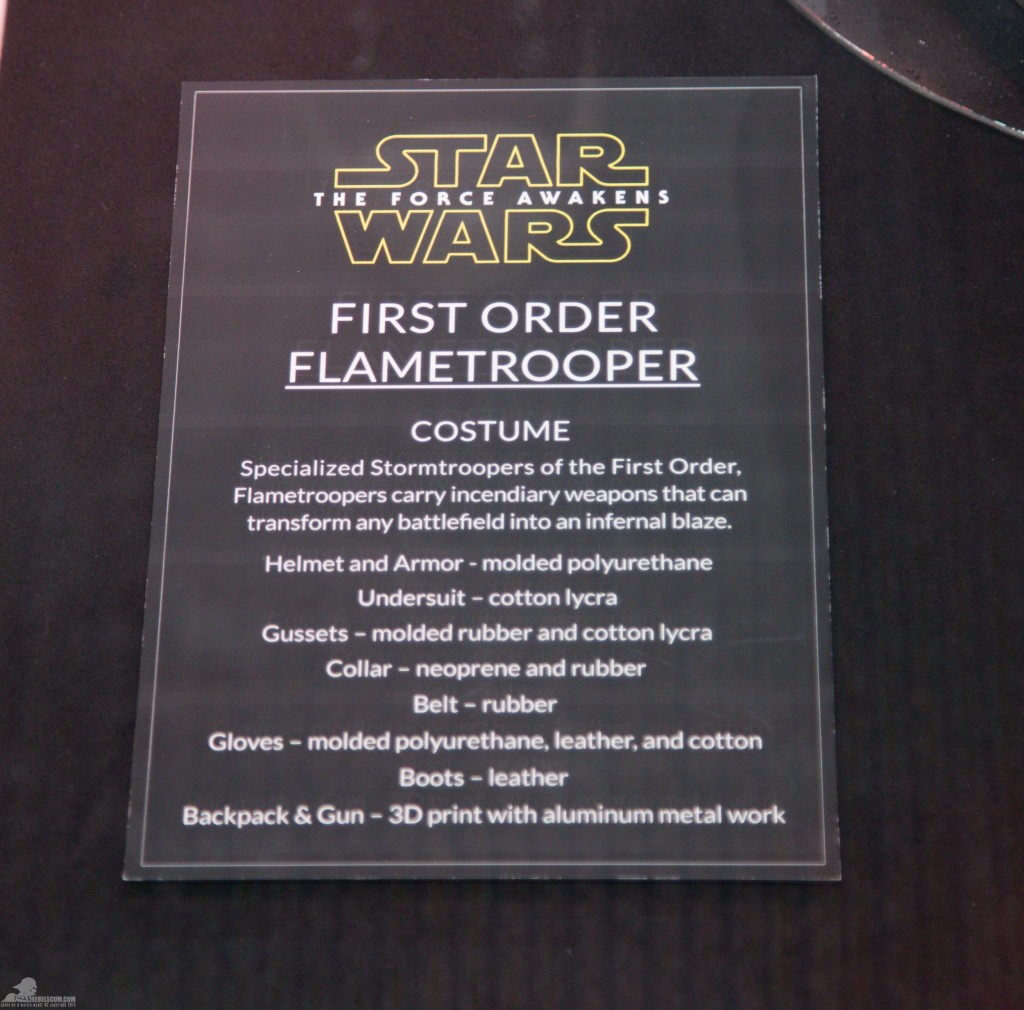 STAR
THE FORCE AWAKENS
WARS
FIRST ORDER
FLAMETROOPER
COSTUME
Specialized Stormtroopers of the First Order,
Flametroopers carry incendiary weapons that can
transform any battlefield into an infernal blaze.
Helmet and Armor - molded polyurethane
Undersuit – cotton lycra
Gussets – molded rubber and cotton lycra
Collar – neoprene and rubber
Belt – rubber
Gloves – molded polyurethane, leather, and cotton
Boots – leather
Backpack & Gun – 3D print with aluminum metal work
REBELSCUM.COM